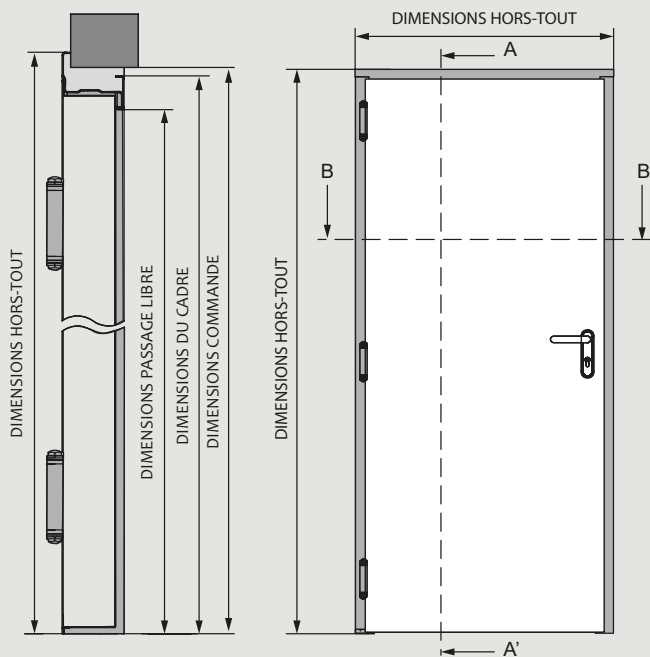 DIMENSIONS HORS-TOUT
A
B
B
DIMENSIONS HORS-TOUT
DIMENSIONS PASSAGE LIBRE
DIMENSIONS DU CADRE
DIMENSIONS COMMANDE
DIMENSIONS HORS-TOUT
A'